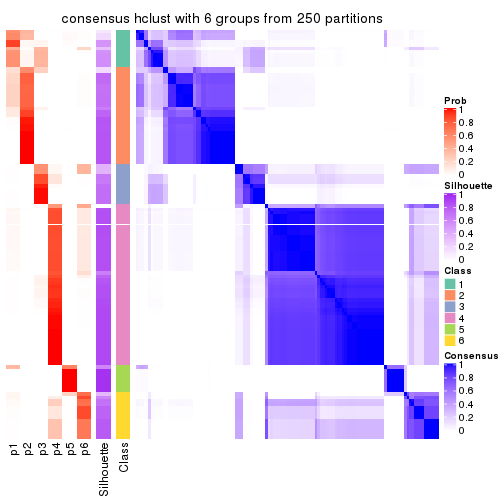 consensus hclust with 6 groups from 250 partitions
Prob
1
0.8
0.6
0.4
0.2
0
Silhouette
1
0.8
0.6
0.4
0.2
0
Class
1
2
3
4
5
6
Consensus
1
0.8
0.6
0.4
0.2
0
p1
p2
p3
p4
p5
p6
Silhouette
Class